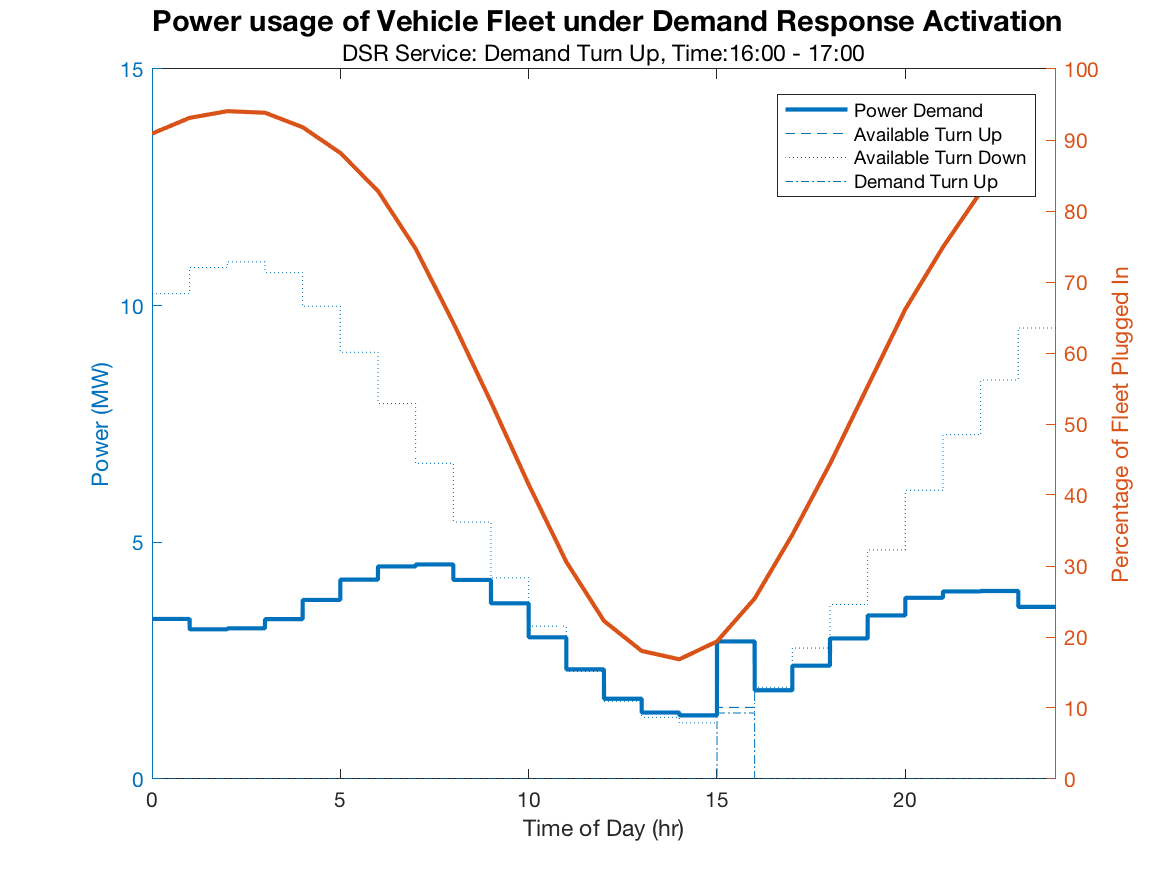 Power usage of Vehicle Fleet under Demand Response Activation
DSR Service: Demand Turn Up, Time:16:00 - 17:00
15
10
5
0
Power (MW)
100
90
80
70
60
50
40
30
20
10
0
Percentage of Fleet Plugged In
Power Demand
Available Turn Up
Available Turn Down
Demand Turn Up
0
5
10
15
20
Time of Day (hr)